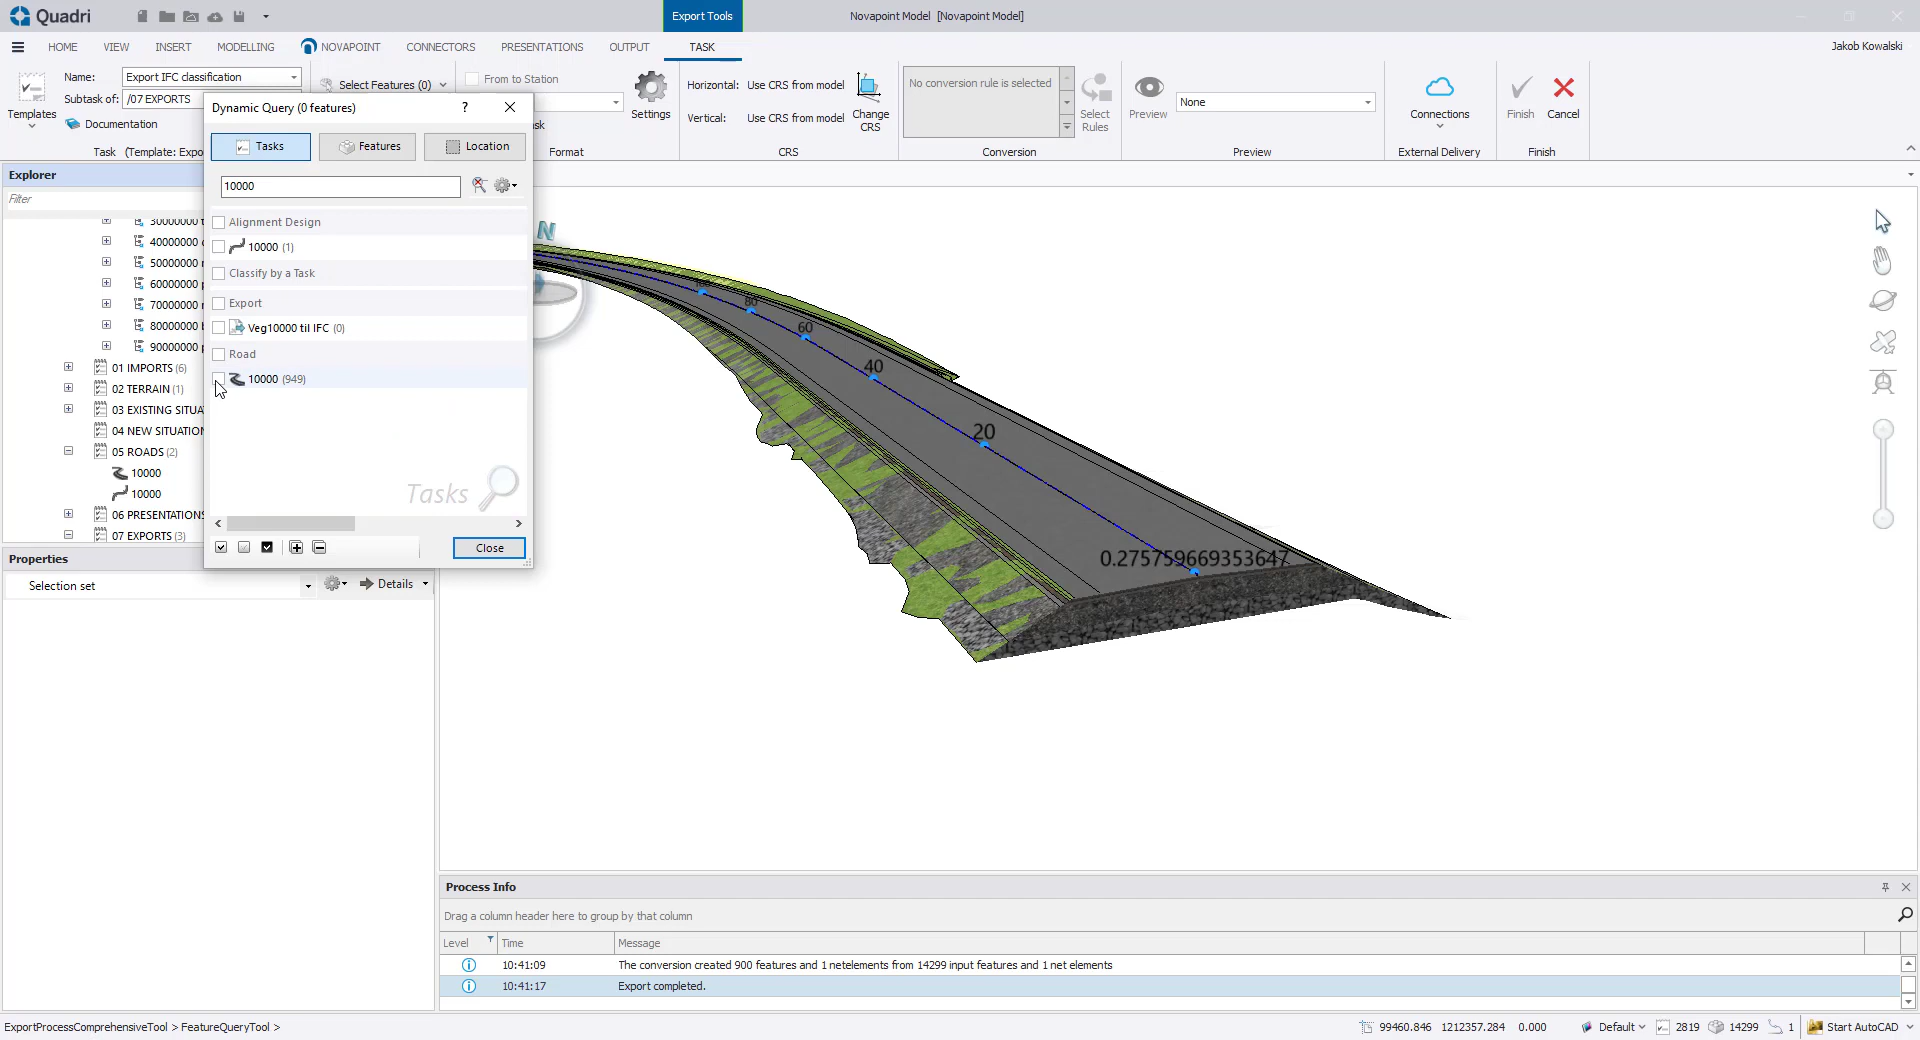 Quadri
Export Tools
Novapoint Model [Novapoint Model]
HOME
VIEW
INSERT
MODELLING
NOVAPOINT
CONNECTORS
PRESENTATIONS
OUTPUT
TASK
Jakob Kowalski
Templates
Name:
Export IFC classification
Subtask of:
/07 EXPORTS
Documentation
Task (Template: Expo
Select Features (0)
From to Station
sk
Format
Settings
Horizontal: Use CRS from model
Vertical: Use CRS from model
Change
CRS
CRS
No conversion rule is selected
Select
Rules
Conversion
Preview
None
Preview
Connections
External Delivery
Finish
Cancel
Finish
Explorer
Filter
30000000
40000000
50000000
60000000
70000000
80000000
90000000
01 IMPORTS (6)
02 TERRAIN (1)
03 EXISTING SITUA
04 NEW SITUATION
05 ROADS (2)
10000
10000
06 PRESENTATIONS
07 EXPORTS (3)
Dynamic Query (0 features)
?
Tasks
Features
Location
10000
Alignment Design
10000 (1)
Classify by a Task
Export
Veg10000 til IFC (0)
Road
10000 (949)
Tasks
Close
Properties
Selection set
Details
N
100
80
60
40
20
0.275759669353647
Process Info
Drag a column header here to group by that column
Level
Time
Message
10:41:09
The conversion created 900 features and 1 netelements from 14299 input features and 1 net elements
10:41:17
Export completed.
ExportProcessComprehensiveTool > FeatureQueryTool >
99460.846 1212357.284 0.000
Default
2819
14299
1
Start AutoCAD